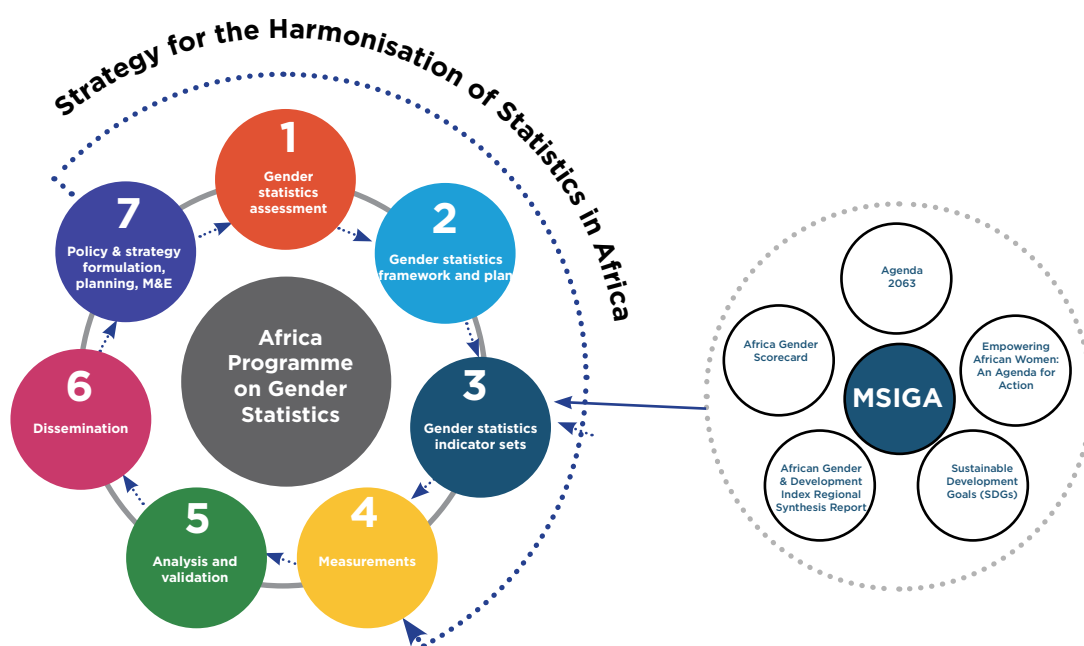 Strategy for the Harmonisation of Statistics in Africa
1
Gender
statistics
assessment
2
Gender statistics
framework and plan
3
Gender statistics
indicator sets
4
Measurements
5
Analysis and
validation
6
Dissemination
7
Policy & strategy
formulation,
planning, M&E
Africa
Programme
on Gender
Statistics
Agenda
2063
Africa Gender
Scorecard
Empowering
African Women:
An Agenda for
Action
MSIGA
African Gender
& Development
Index Regional
Synthesis Report
Sustainable
Development
Goals (SDGs)